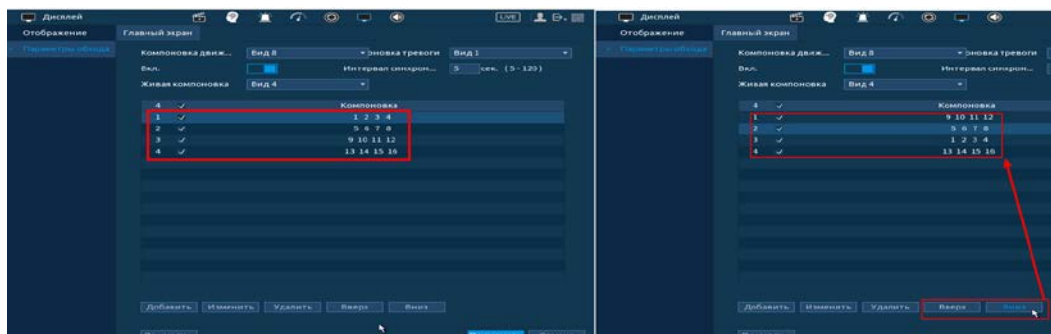 Дисплей
LIVE
Отображение
Главный экран
Параметры обхода
Компоновка движ... Вид 8 Вид 1
оновка тревоги
Вкл. Интервал синхрон... 5 сек. (5-120)
Живая компоновка Вид 4
4 Компоновка
1 1 2 3 4
2 5 6 7 8
3 9 10 11 12
4 13 14 15 16
Добавить Изменить Удалить Вверх Вниз
Дисплей
Отображение
Главный экран
Параметры обхода
Компоновка движ... Вид 8
оновка тревоги
Вкл. Интервал синхрон...
Живая компоновка Вид 4
4 Компоновка
1 9 10 11 12
2 5 6 7 8
3 1 2 3 4
4 13 14 15 16
Добавить Изменить Удалить Вверх Вниз